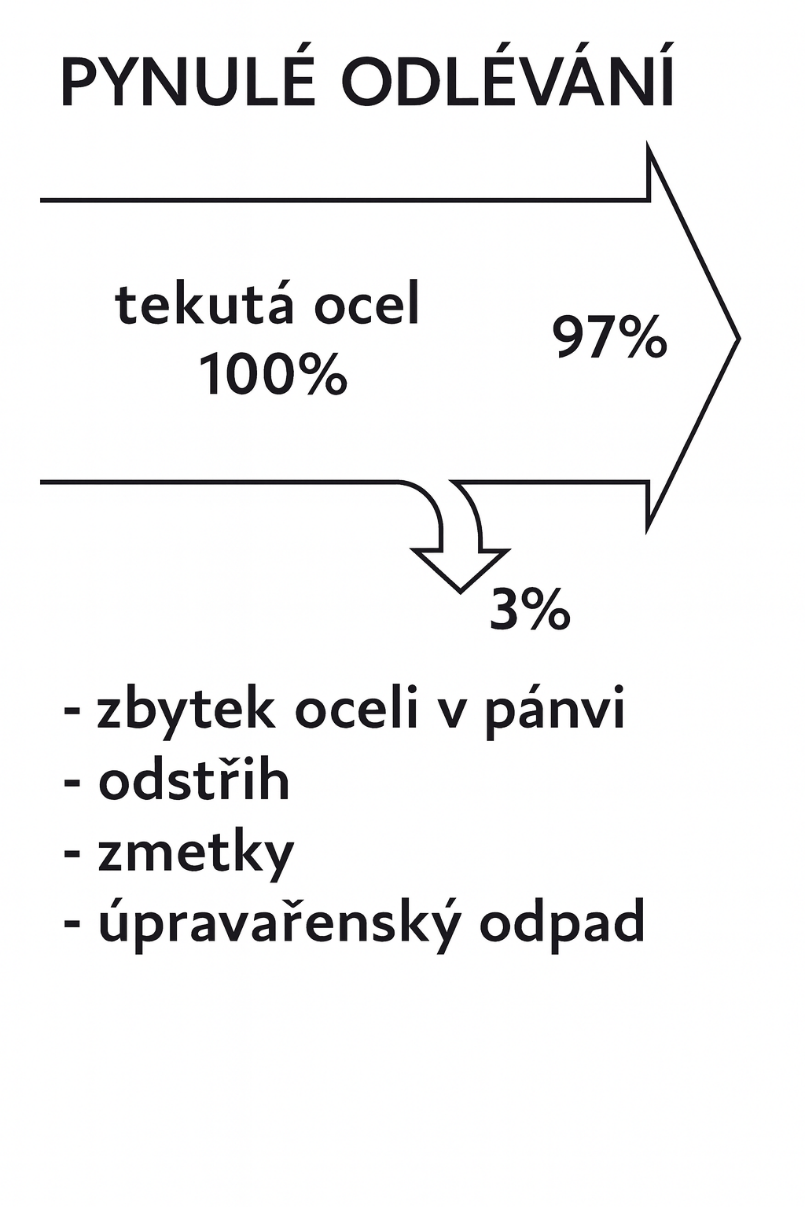 PYNULÉ ODLÉVÁNÍ
tekutá ocel
100%
97%
3%
- zbytek oceli v pánvi
- odstřih
- zmetky
- úpravařenský odpad